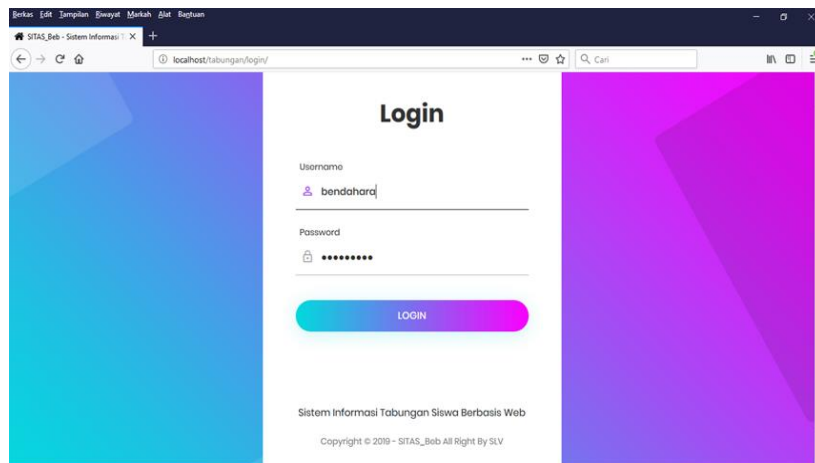 Berkas Edit Tampilan Riwayat Markah Alat Bantuan
SITAS_Beb - Sistem Informasi T
localhost/tabungan/login/
Cari
Login
Username
bendahara
Password
LOGIN
Sistem Informasi Tabungan Siswa Berbasis Web
Copyright © 2019 - SITAS_Beb All Right By SLV